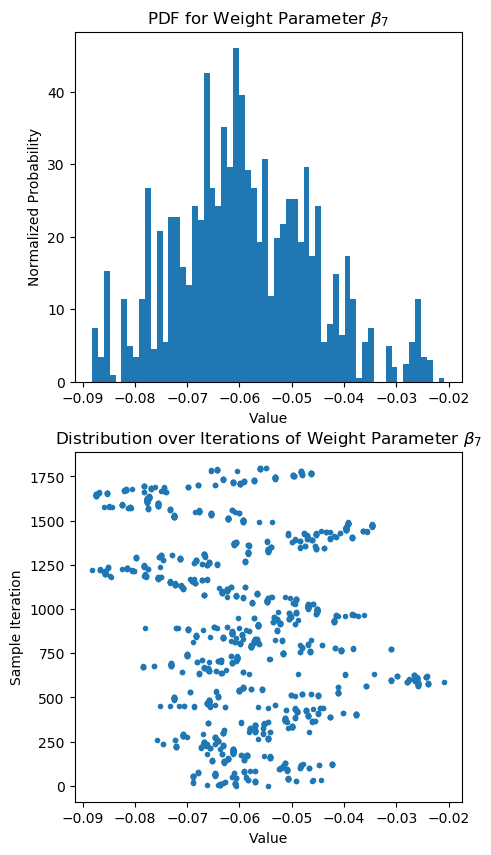 PDF for Weight Parameter β₇
40
30
20
10
0
Normalized Probability
−0.09 −0.08 −0.07 −0.06 −0.05 −0.04 −0.03 −0.02
Value
Distribution over Iterations of Weight Parameter β₇
1750
1500
1250
1000
750
500
250
0
Sample Iteration
−0.09 −0.08 −0.07 −0.06 −0.05 −0.04 −0.03 −0.02
Value